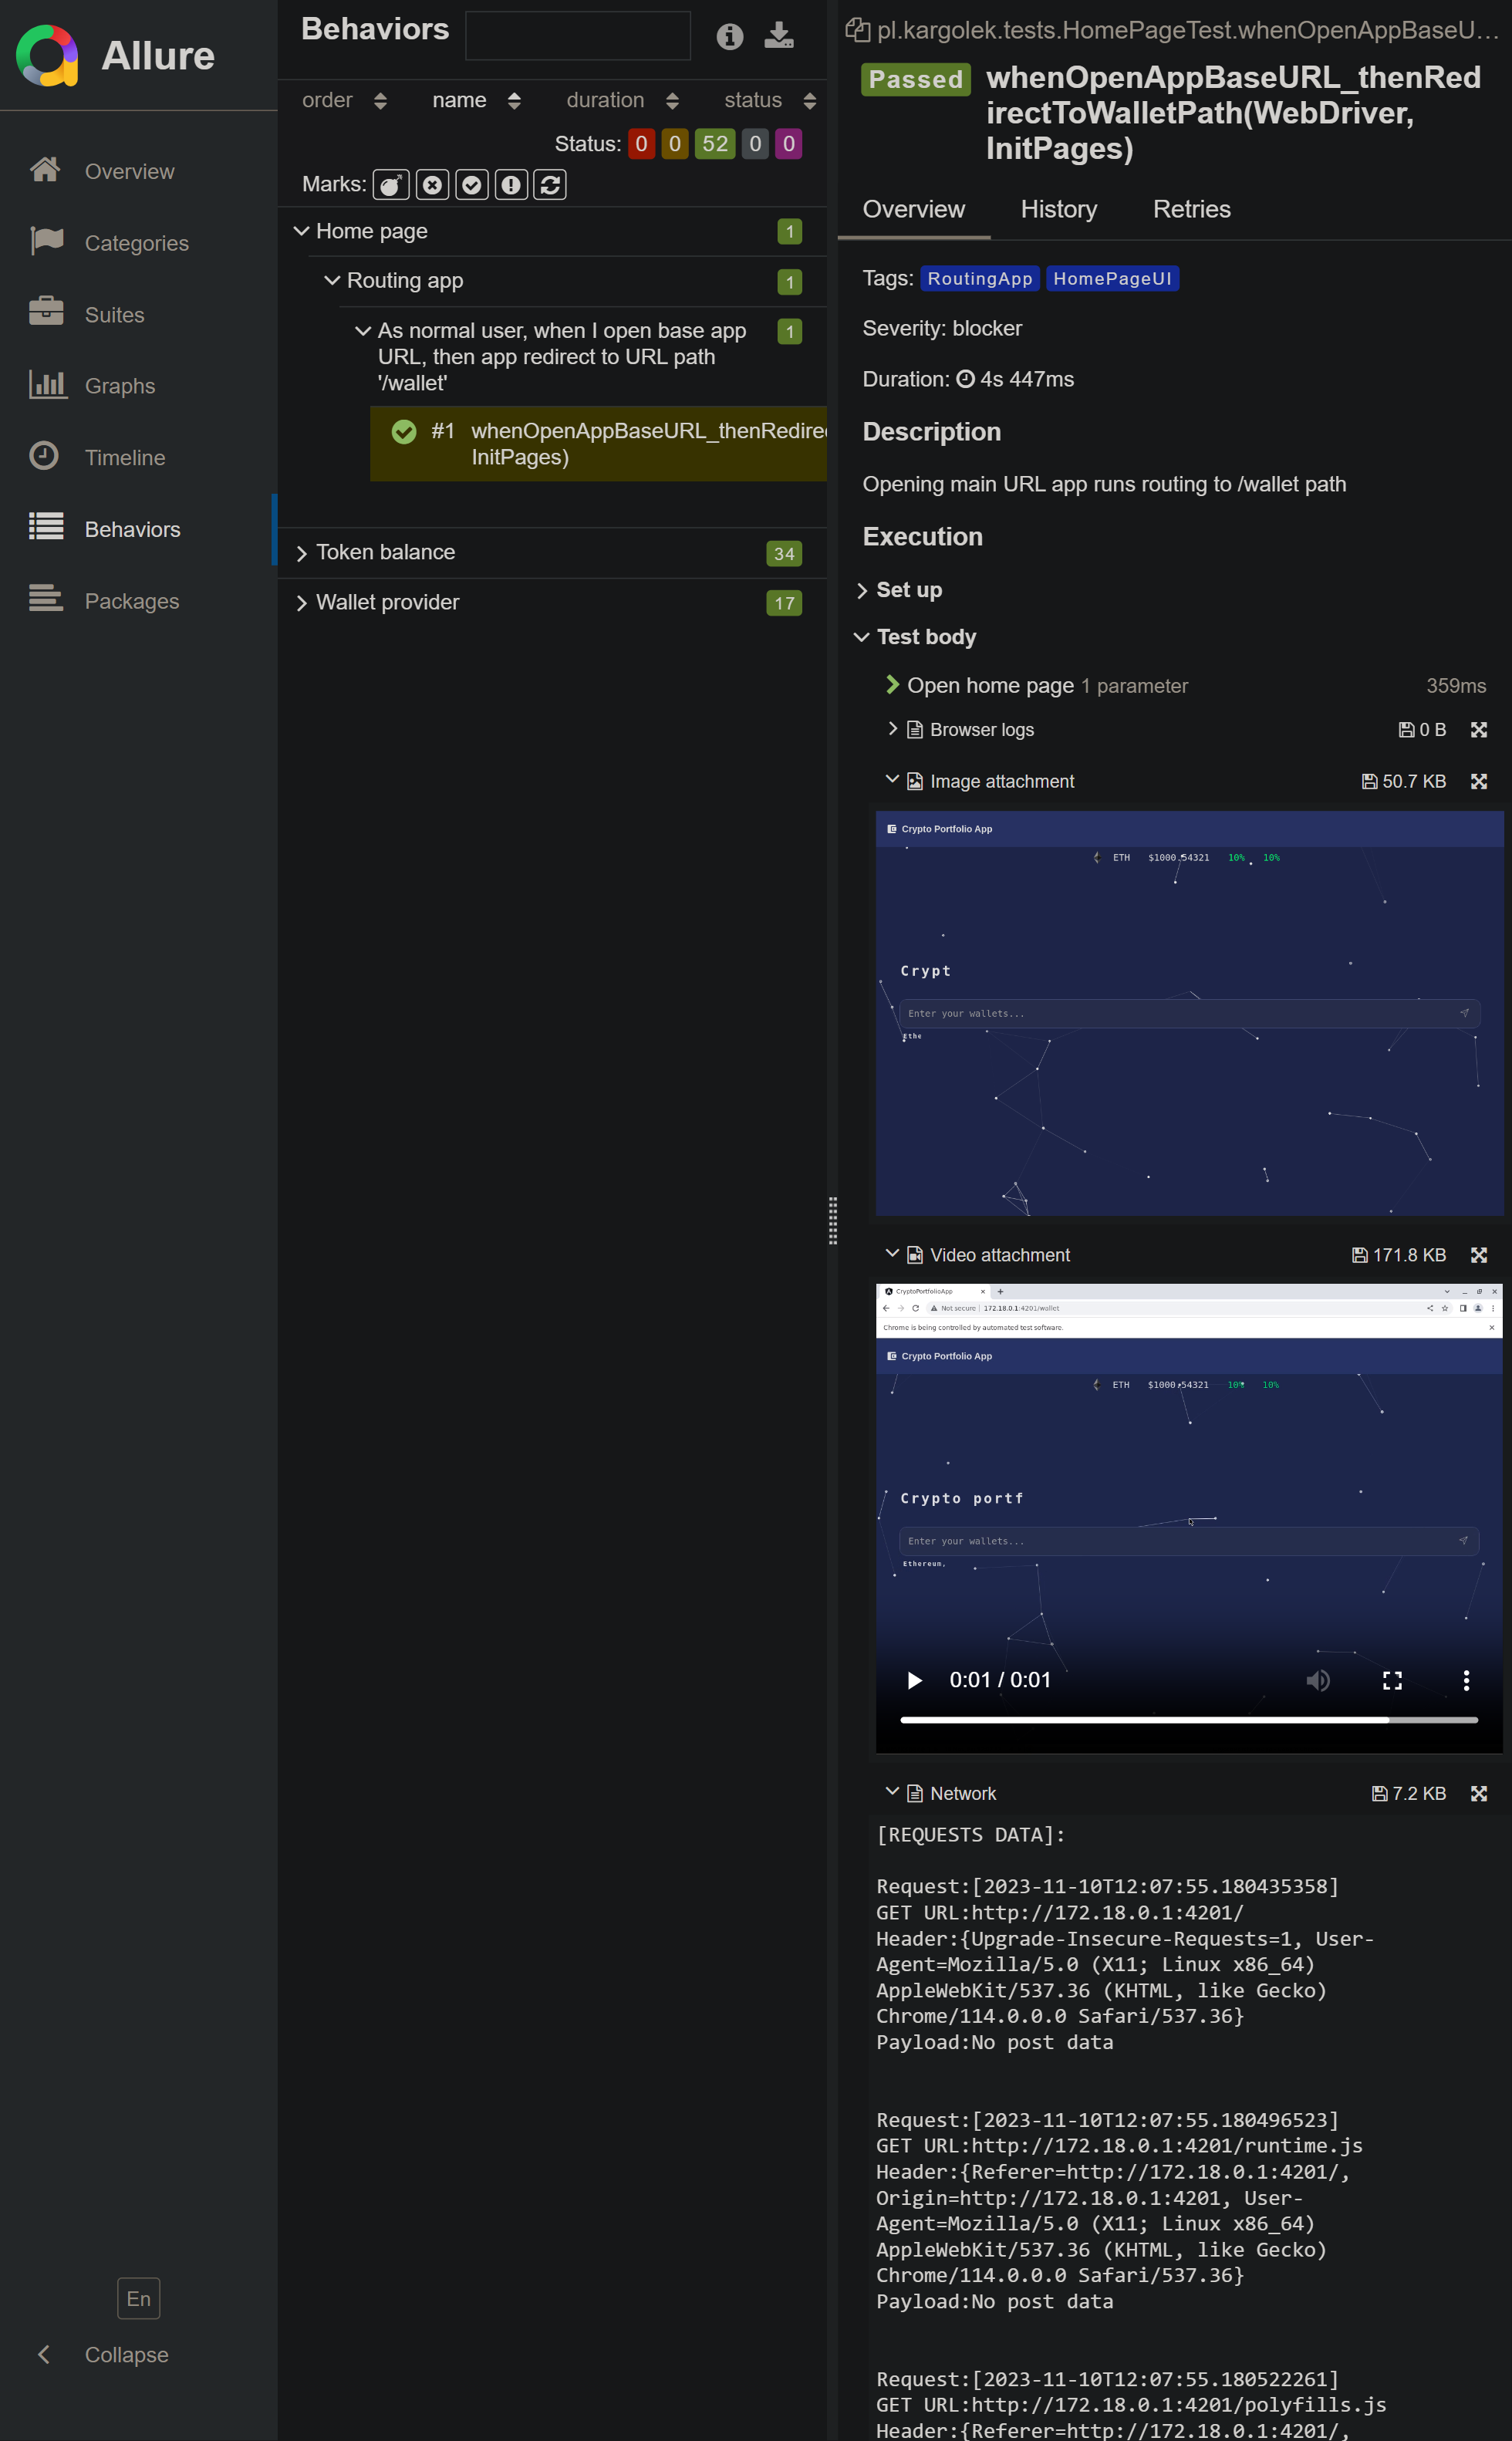 Allure
Overview
Categories
Suites
Graphs
Timeline
Behaviors
Packages
En
Collapse
Behaviors
order name duration status
Status: 0 0 52 0 0
Marks:
Home page 1
Routing app 1
As normal user, when I open base app 1
URL, then app redirect to URL path
'/wallet'
#1 whenOpenAppBaseURL_thenRedire
InitPages)
Token balance 34
Wallet provider 17
pl.kargolek.tests.HomePageTest.whenOpenAppBaseU...
Passed whenOpenAppBaseURL_thenRed
irectToWalletPath(WebDriver,
InitPages)
Overview History Retries
Tags: RoutingApp HomePageUI
Severity: blocker
Duration: 4s 447ms
Description
Opening main URL app runs routing to /wallet path
Execution
Set up
Test body
Open home page 1 parameter 359ms
Browser logs 0 B
Image attachment 50.7 KB
Crypto Portfolio App
ETH $1000.54321 10% 10%
Crypt
Enter your wallets...
Ethe
Video attachment 171.8 KB
CryptoPortfolioApp
Not secure 172.18.0.1:4201/wallet
Chrome is being controlled by automated test software.
Crypto Portfolio App
ETH $1000.54321 10% 10%
Crypto portf
Enter your wallets...
Ethereun,
0:01 / 0:01
Network 7.2 KB
[REQUESTS DATA]:
Request:[2023-11-10T12:07:55.180435358]
GET URL:http://172.18.0.1:4201/
Header:{Upgrade-Insecure-Requests=1, User-
Agent=Mozilla/5.0 (X11; Linux x86_64)
AppleWebKit/537.36 (KHTML, like Gecko)
Chrome/114.0.0.0 Safari/537.36}
Payload:No post data
Request:[2023-11-10T12:07:55.180496523]
GET URL:http://172.18.0.1:4201/runtime.js
Header:{Referer=http://172.18.0.1:4201/,
Origin=http://172.18.0.1:4201, User-
Agent=Mozilla/5.0 (X11; Linux x86_64)
AppleWebKit/537.36 (KHTML, like Gecko)
Chrome/114.0.0.0 Safari/537.36}
Payload:No post data
Request:[2023-11-10T12:07:55.180522261]
GET URL:http://172.18.0.1:4201/polyfills.js
Header:{Referer=http://172.18.0.1:4201/,